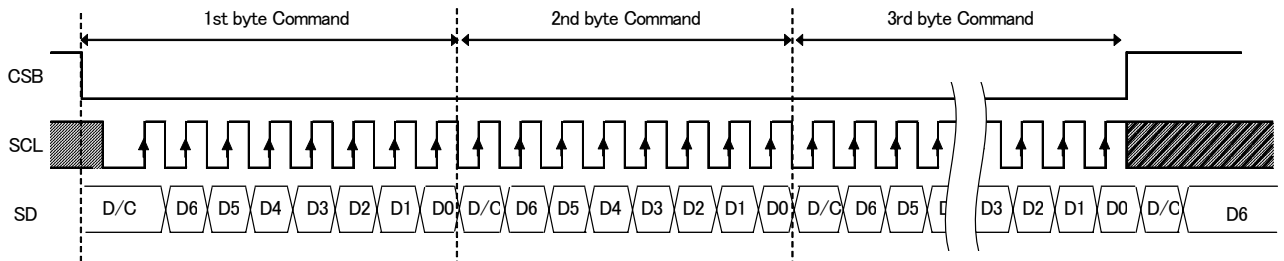 1st byte Command 2nd byte Command 3rd byte Command
CSB
SCL
SD D/C D6 D5 D4 D3 D2 D1 D0 D/C D6 D5 D4 D3 D2 D1 D0 D/C D6 D5 D3 D2 D1 D0 D/C D6